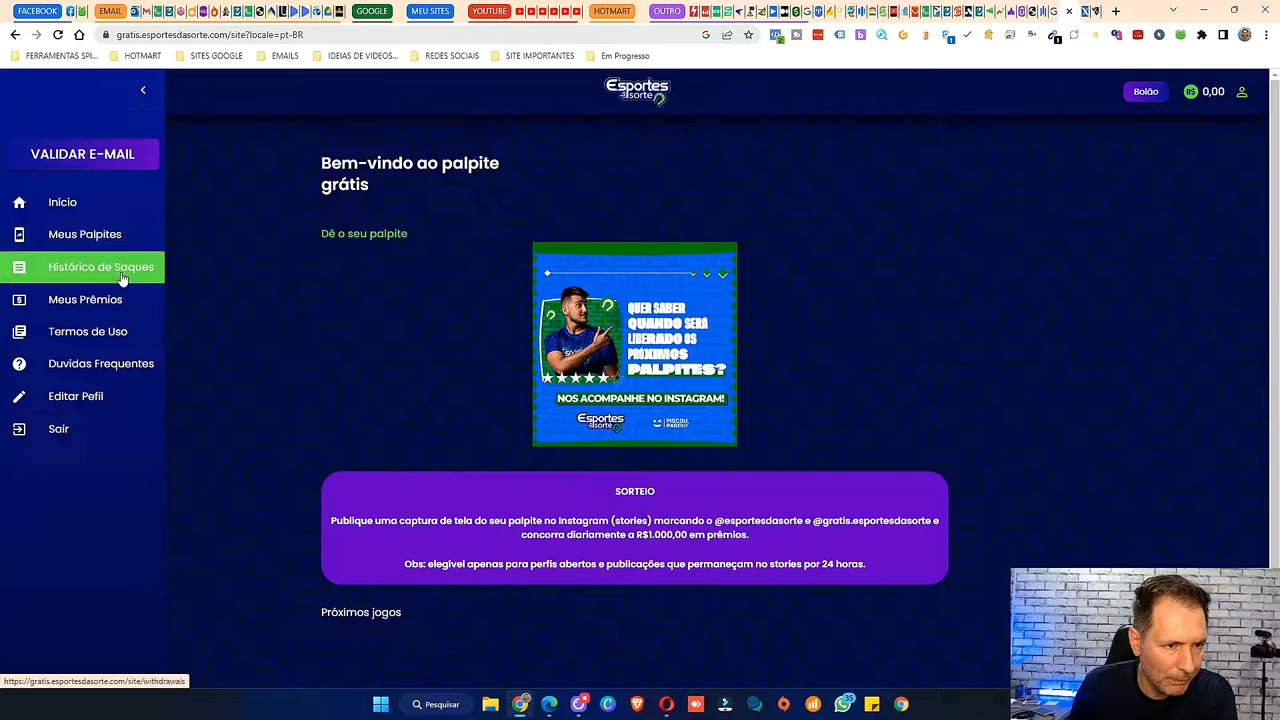 FACEBOOK
EMAIL
GOOGLE
MEU SITES
YOUTUBE
HOTMART
OUTRO
gratis.esportesdasorte.com/site?locale=pt-BR
FERRAMENTAS SPI...
HOTMART
SITES GOOGLE
EMAILS
IDEIAS DE VIDEOS...
REDES SOCIAIS
SITE IMPORTANTES
Em Progresso
Esportes
da sorte
Bolão
R$ 0,00
VALIDAR E-MAIL
Início
Meus Palpites
Histórico de Saques
Meus Prêmios
Termos de Uso
Duvidas Frequentes
Editar Pefil
Sair
Bem-vindo ao palpite
grátis
Dê o seu palpite
QUER SABER
QUANDO SERÁ
LIBERADO OS
PRÓXIMOS
PALPITES?
NOS ACOMPANHE NO INSTAGRAM!
Esportes
da sorte
PISCOU,
PAGOU!
SORTEIO
Publique uma captura de tela do seu palpite no Instagram (stories) marcando o @esportesdasorte e @gratis.esportesdasorte e
concorra diariamente a R$1.000,00 em prêmios.
Obs: elegível apenas para perfis abertos e publicações que permaneçam no stories por 24 horas.
Próximos jogos
https://gratis.esportesdasorte.com/site/withdrawals
Pesquisar
35